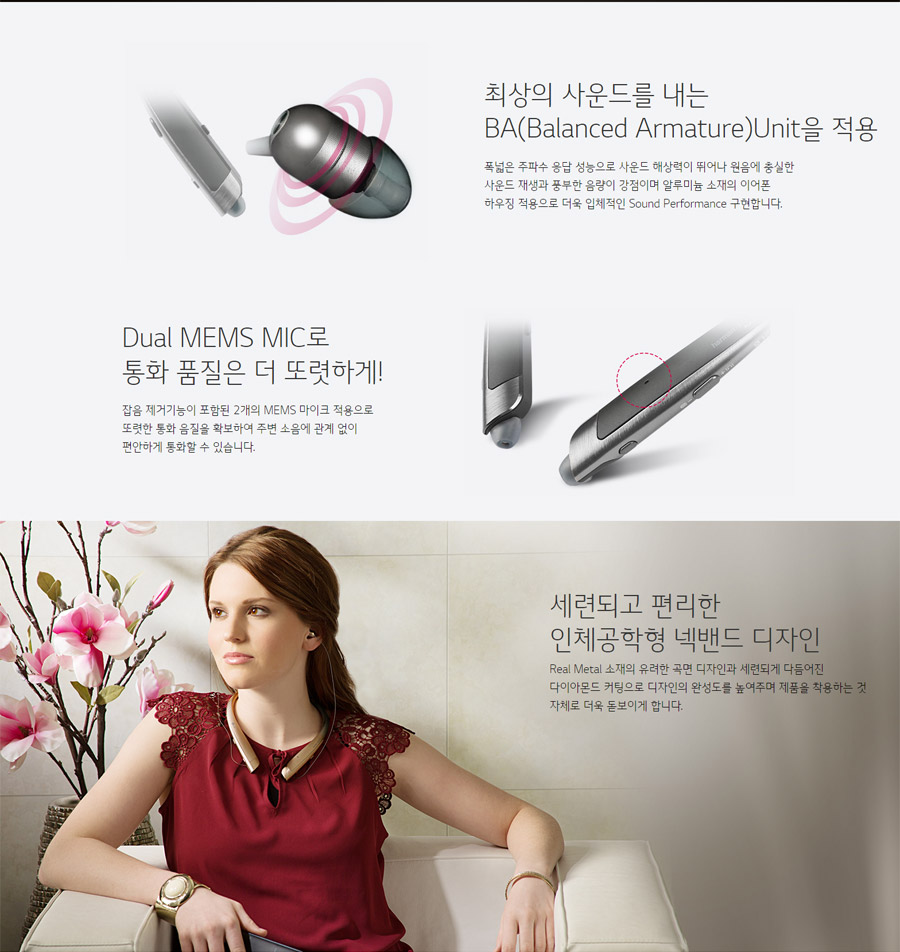 최상의 사운드를 내는
BA(Balanced Armature)Unit을 적용
폭넓은 주파수 응답 성능으로 사운드 해상력이 뛰어나 원음에 충실한
사운드 재생과 풍부한 음량이 강점이며 알루미늄 소재의 이어폰
하우징 적용으로 더욱 입체적인 Sound Performance 구현합니다.
Dual MEMS MIC로
통화 품질은 더 또렷하게!
잡음 제거기능이 포함된 2개의 MEMS 마이크 적용으로
또렷한 통화 음질을 확보하여 주변 소음에 관계 없이
편안하게 통화할 수 있습니다.
세련되고 편리한
인체공학형 넥밴드 디자인
Real Metal 소재의 유려한 곡면 디자인과 세련되게 다듬어진
다이아몬드 커팅으로 디자인의 완성도를 높여주며 제품을 착용하는 것
자체로 더욱 돋보이게 합니다.